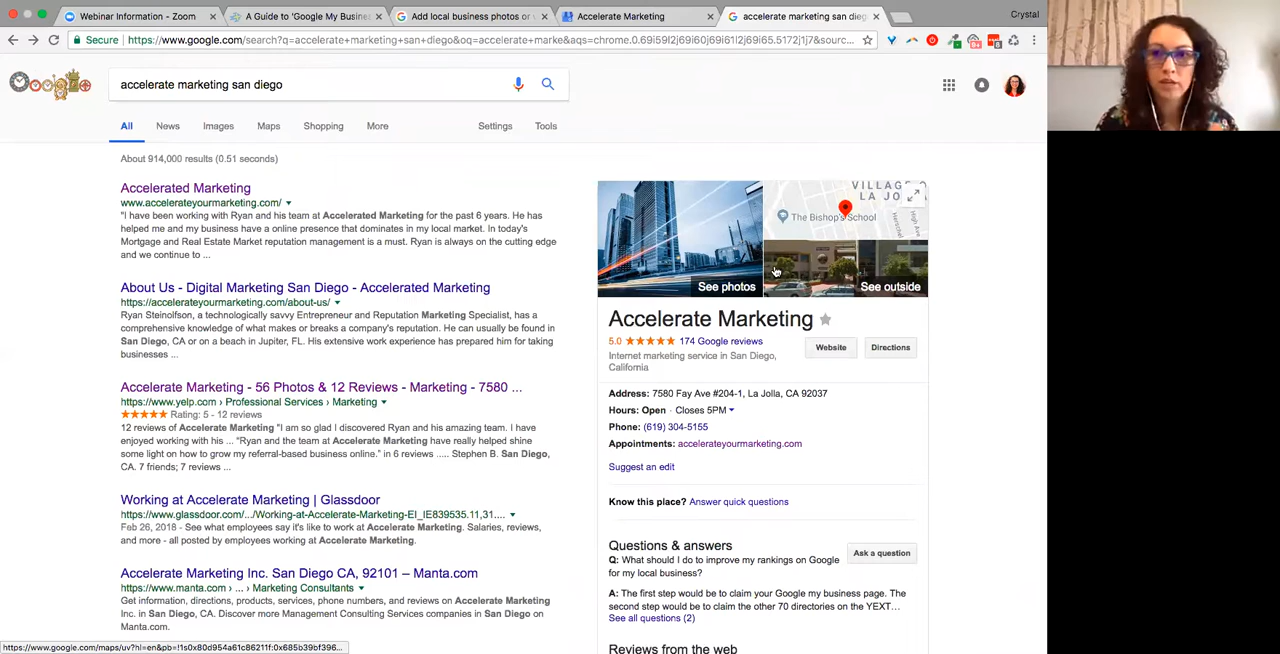 Webinar Information - Zoom
A Guide to 'Google My Busine
Add local business photos or v
Accelerate Marketing
accelerate marketing san dieg
Crystal
Secure
https://www.google.com/search?q=accelerate+marketing+san+diego&oq=accelerate+marke&aqs=chrome.0.69i59l2j69i60j69i61l2j69i65.5172j1j7&sourc...
accelerate marketing san diego
All
News
Images
Maps
Shopping
More
Settings
Tools
About 914,000 results (0.51 seconds)
Accelerated Marketing
www.accelerateyourmarketing.com/
"I have been working with Ryan and his team at Accelerated Marketing for the past 6 years. He has
helped me and my business have a online presence that dominates in my local market. In today's
Mortgage and Real Estate Market reputation management is a must. Ryan is always on the cutting edge
and we continue to ...
About Us - Digital Marketing San Diego - Accelerated Marketing
https://accelerateyourmarketing.com/about-us/
Ryan Steinolfson, a technologically savvy Entrepreneur and Reputation Marketing Specialist, has a
comprehensive knowledge of what makes or breaks a company's reputation. He can usually be found in
San Diego, CA or on a beach in Jupiter, FL. His extensive work experience has prepared him for taking
businesses ...
Accelerate Marketing - 56 Photos & 12 Reviews - Marketing - 7580 ...
https://www.yelp.com › Professional Services › Marketing
Rating: 5 - 12 reviews
12 reviews of Accelerate Marketing "I am so glad I discovered Ryan and his amazing team. I have
enjoyed working with his ... "Ryan and the team at Accelerate Marketing have really helped shine
some light on how to grow my referral-based business online." in 6 reviews ..... Stephen B. San Diego,
CA. 7 friends; 7 reviews ...
Working at Accelerate Marketing | Glassdoor
https://www.glassdoor.com/.../Working-at-Accelerate-Marketing-EI_IE839535.11,31....
Feb 26, 2018 - See what employees say it's like to work at Accelerate Marketing. Salaries, reviews,
and more - all posted by employees working at Accelerate Marketing.
Accelerate Marketing Inc. San Diego CA, 92101 – Manta.com
https://www.manta.com › ... › Marketing Consultants
Get information, directions, products, services, phone numbers, and reviews on Accelerate Marketing
Inc. in San Diego, CA. Discover more Management Consulting Services companies in San Diego on
Manta.com.
https://www.google.com/maps/uv?hl=en&pb=!1s0x80d954a61c86211f:0x685b39bf396...
VILLAGE
LA JO
The Bishop's School
See photos
See outside
Accelerate Marketing
5.0 174 Google reviews
Internet marketing service in San Diego,
California
Website
Directions
Address: 7580 Fay Ave #204-1, La Jolla, CA 92037
Hours: Open · Closes 5PM
Phone: (619) 304-5155
Appointments: accelerateyourmarketing.com
Suggest an edit
Know this place? Answer quick questions
Questions & answers
Ask a question
Q: What should I do to improve my rankings on Google
for my local business?
A: The first step would be to claim your Google my business page. The
second step would be to claim the other 70 directories on the YEXT...
See all questions (2)
Reviews from the web